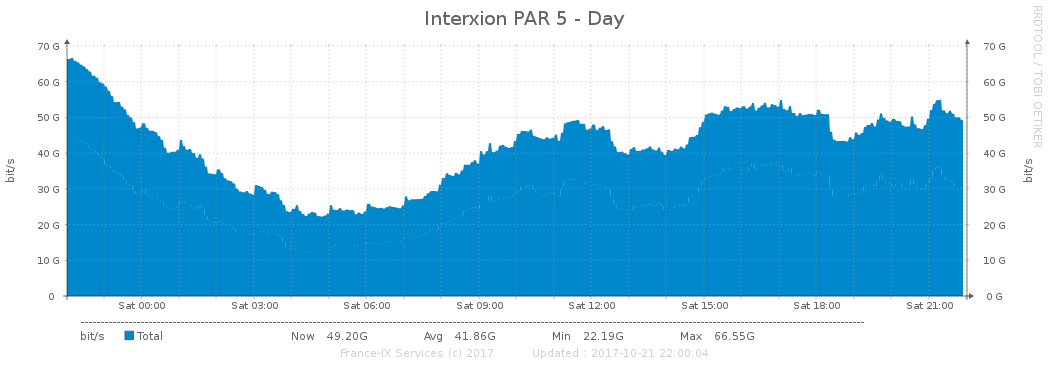 Interxion PAR 5 - Day
RRDTOOL / TOBI OETIKER
70 G 70 G
60 G 60 G
50 G 50 G
40 G 40 G
30 G 30 G
20 G 20 G
10 G 10 G
0 0 G
bit/s
bit/s
Sat 00:00 Sat 03:00 Sat 06:00 Sat 09:00 Sat 12:00 Sat 15:00 Sat 18:00 Sat 21:00
bit/s Total Now 49.20G Avg 41.86G Min 22.19G Max 66.55G
France-IX Services (c) 2017 Updated : 2017-10-21 22:00:04